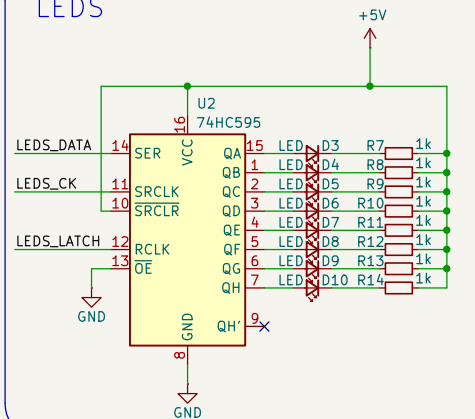 LEDS
+5V
U2
74HC595
16
VCC
LEDS_DATA 14 SER QA 15 LED D3 R7 1k
QB 1 LED D4 R8 1k
LEDS_CK 11 SRCLK QC 2 LED D5 R9 1k
10 SRCLR QD 3 LED D6 R10 1k
QE 4 LED D7 R11 1k
LEDS_LATCH 12 RCLK QF 5 LED D8 R12 1k
13 OE QG 6 LED D9 R13 1k
QH 7 LED D10 R14 1k
GND
GND
QH' 9
8
GND